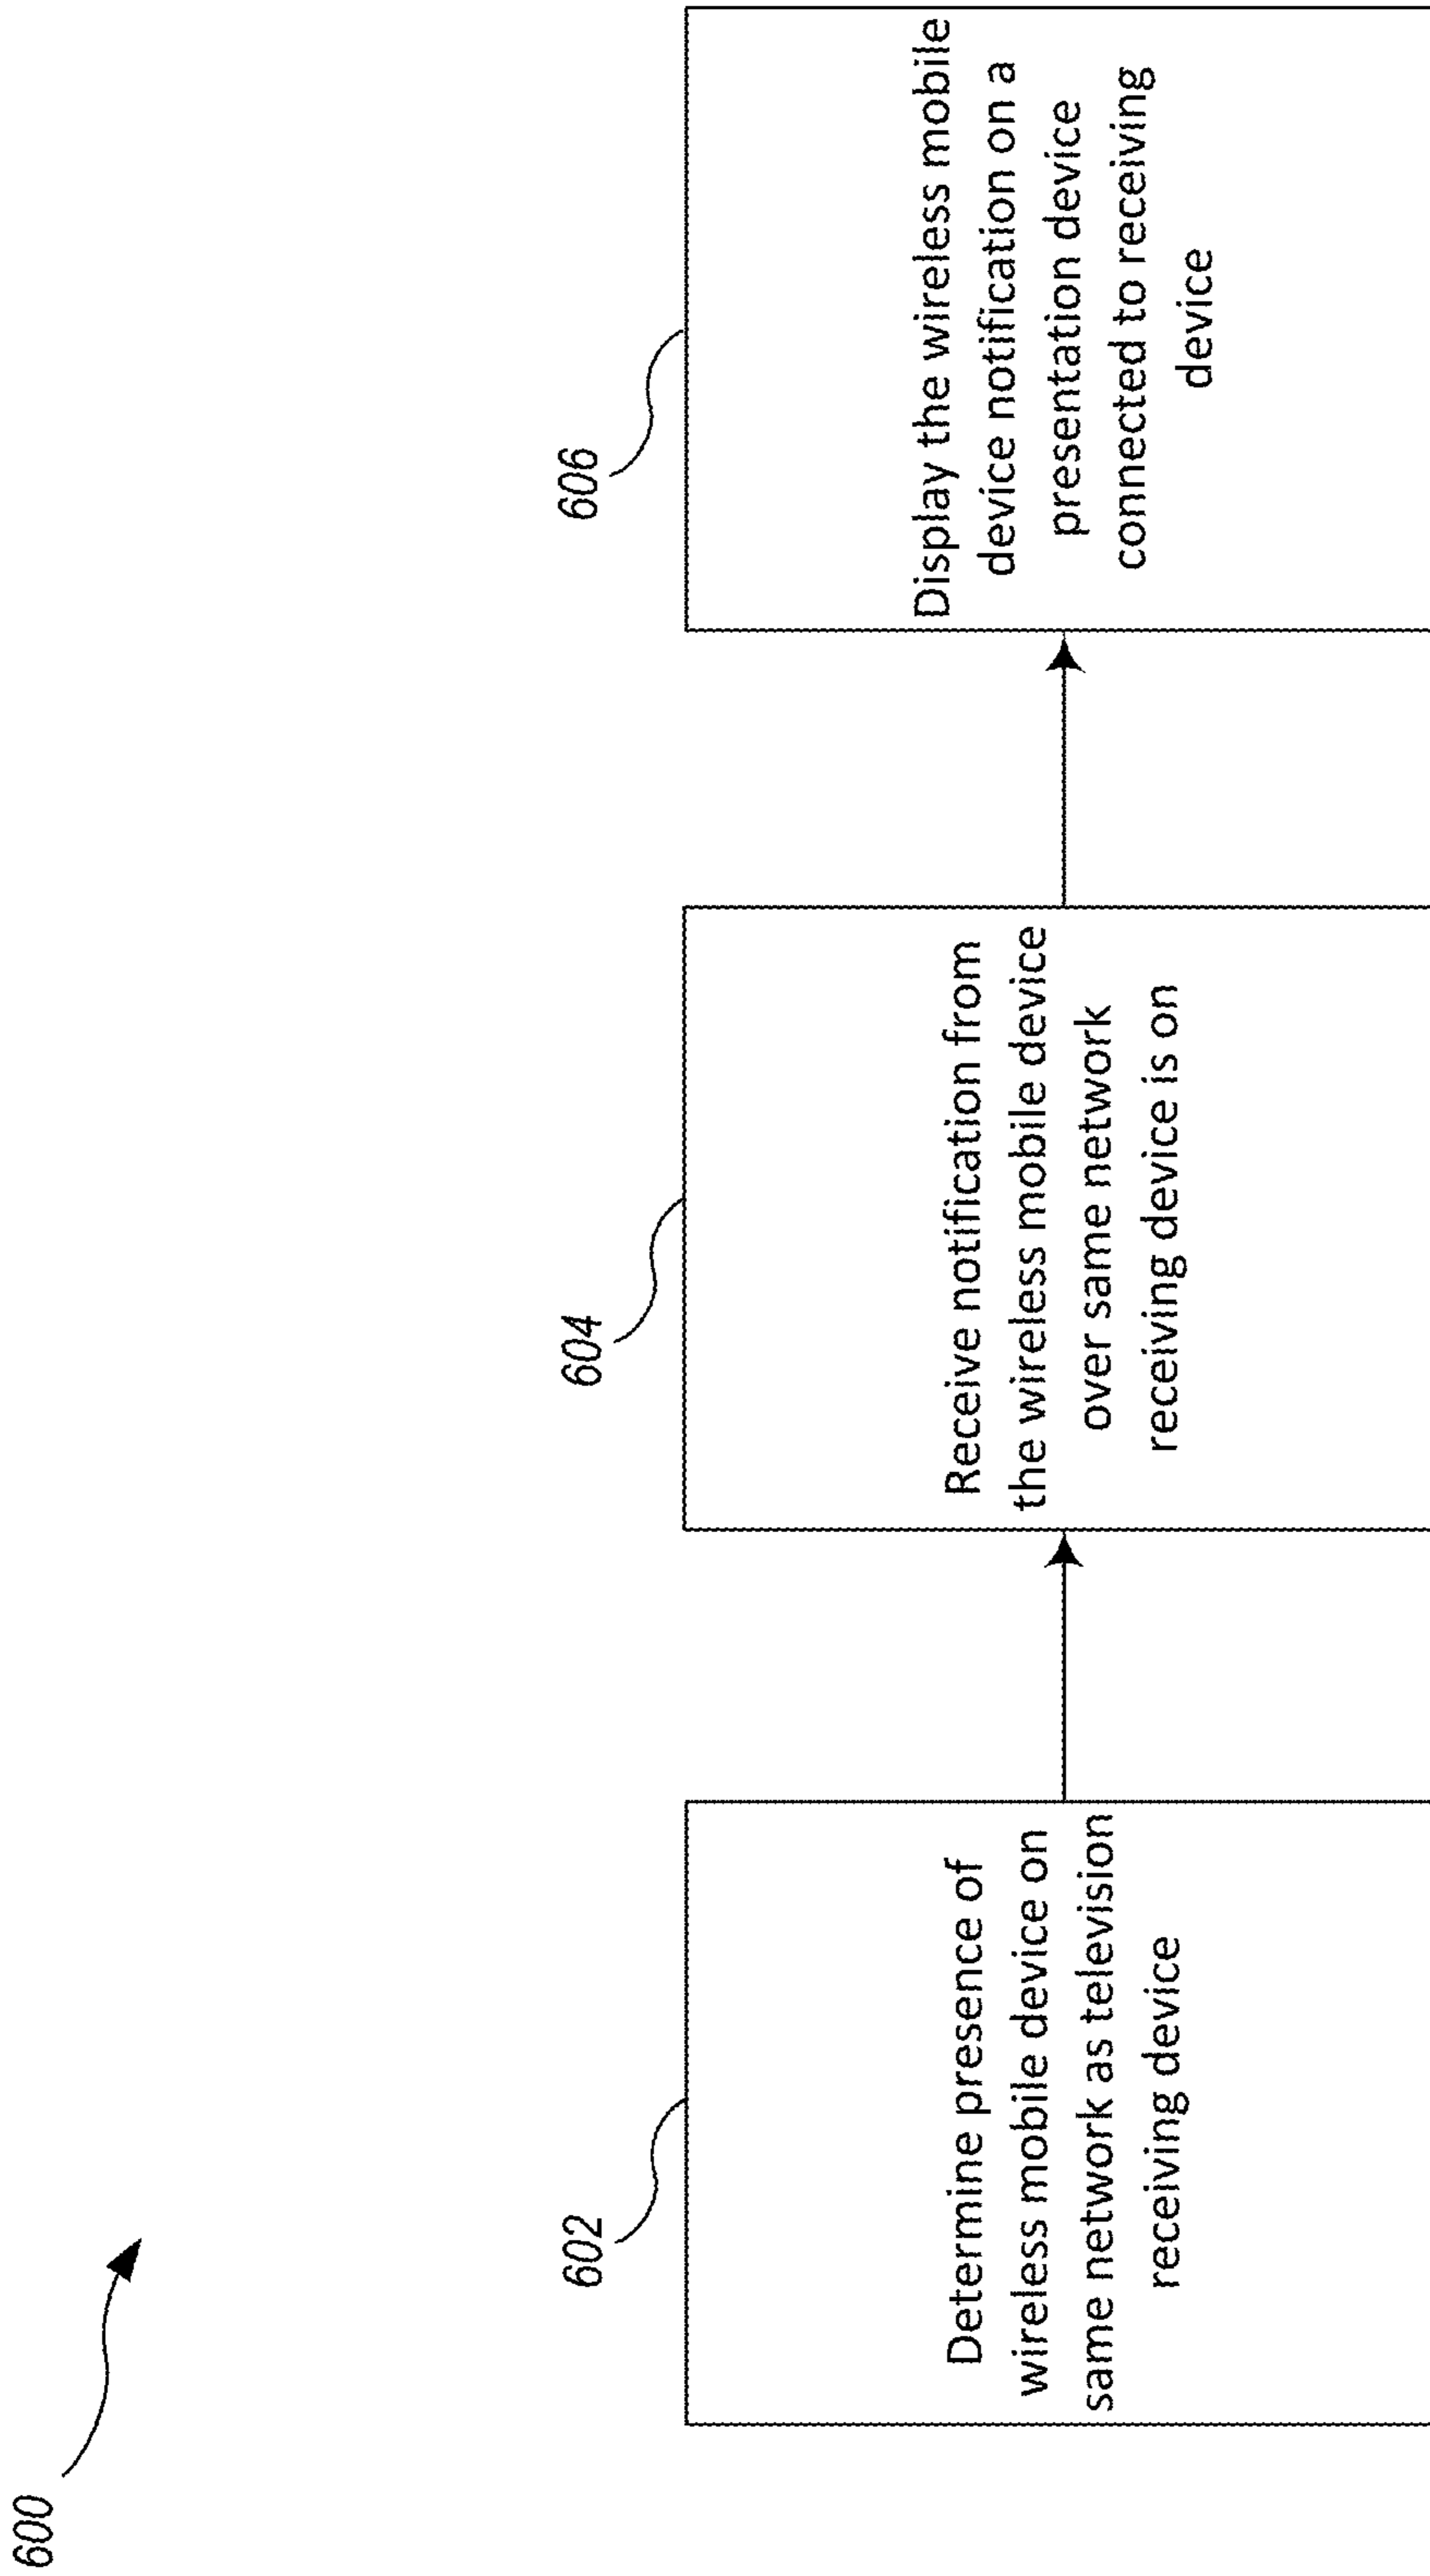 600
602
Determine presence of
wireless mobile device on
same network as television
receiving device
604
Receive notification from
the wireless mobile device
over same network
receiving device is on
606
Display the wireless mobile
device notification on a
presentation device
connected to receiving
device